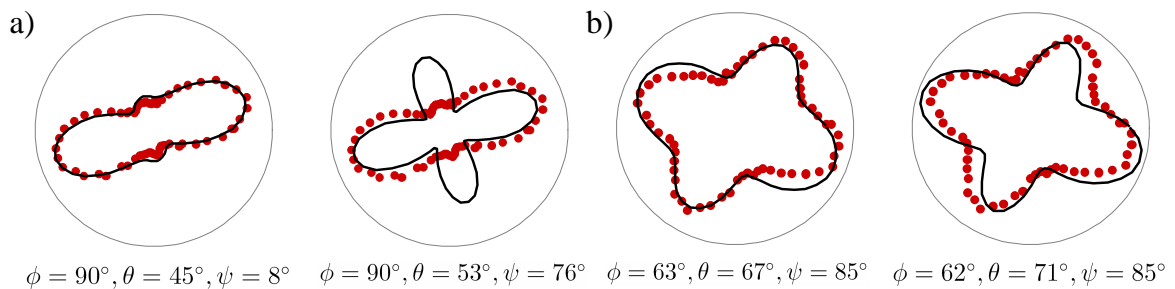 a)
b)
ϕ = 90°, θ = 45°, ψ = 8°
ϕ = 90°, θ = 53°, ψ = 76°
ϕ = 63°, θ = 67°, ψ = 85°
ϕ = 62°, θ = 71°, ψ = 85°